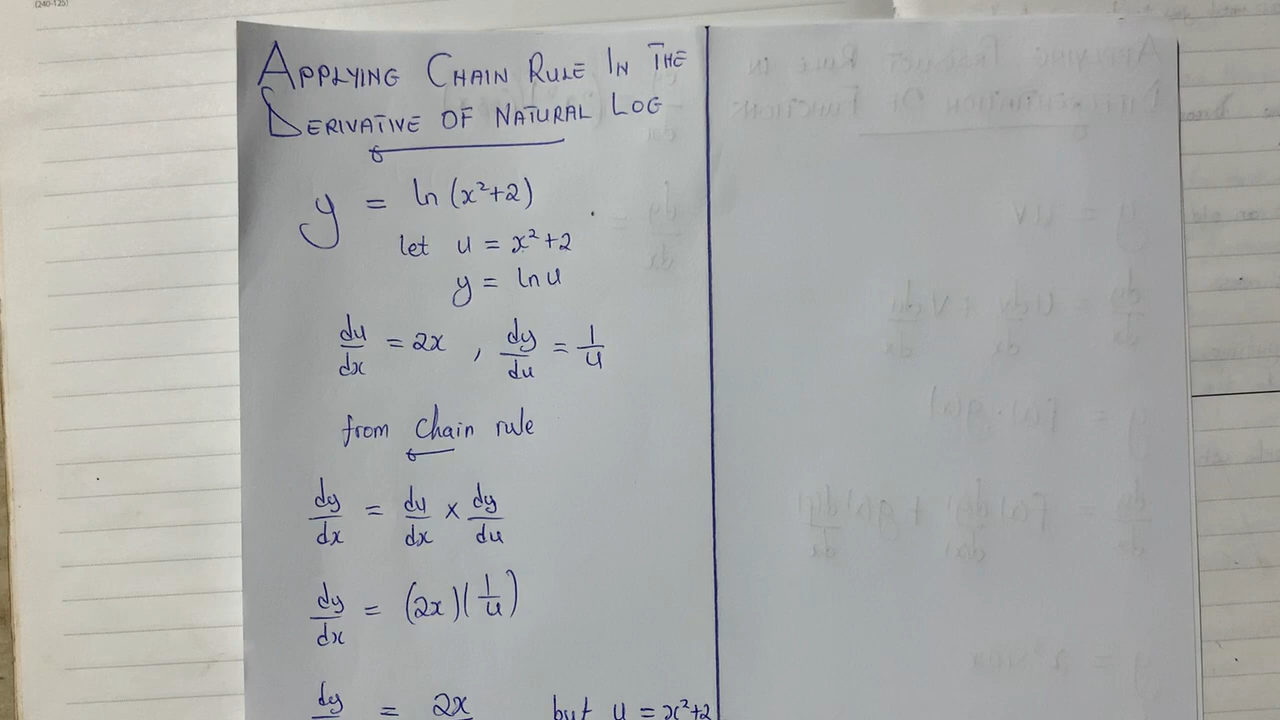 (240-125)
APPLYING CHAIN RULE IN THE
DERIVATIVE OF NATURAL LOG
y = ln (x²+2)
let u = x²+2
y = ln u
du/dx = 2x , dy/du = 1/u
from Chain rule
dy/dx = du/dx × dy/du
dy/dx = (2x)(1/u)
dy = 2x but u = x²+2